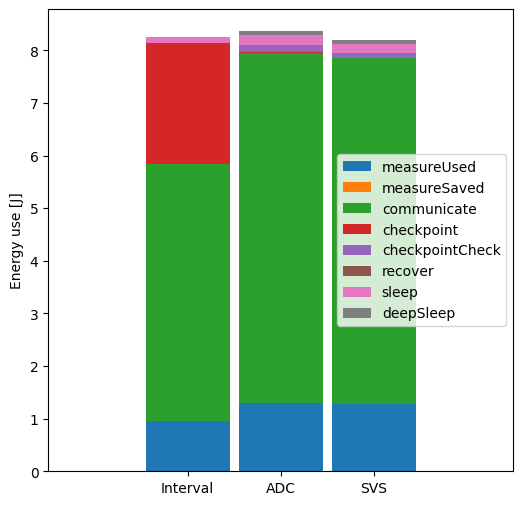 Energy use [J]
8
7
6
5
4
3
2
1
0
Interval
ADC
SVS
measureUsed
measureSaved
communicate
checkpoint
checkpointCheck
recover
sleep
deepSleep